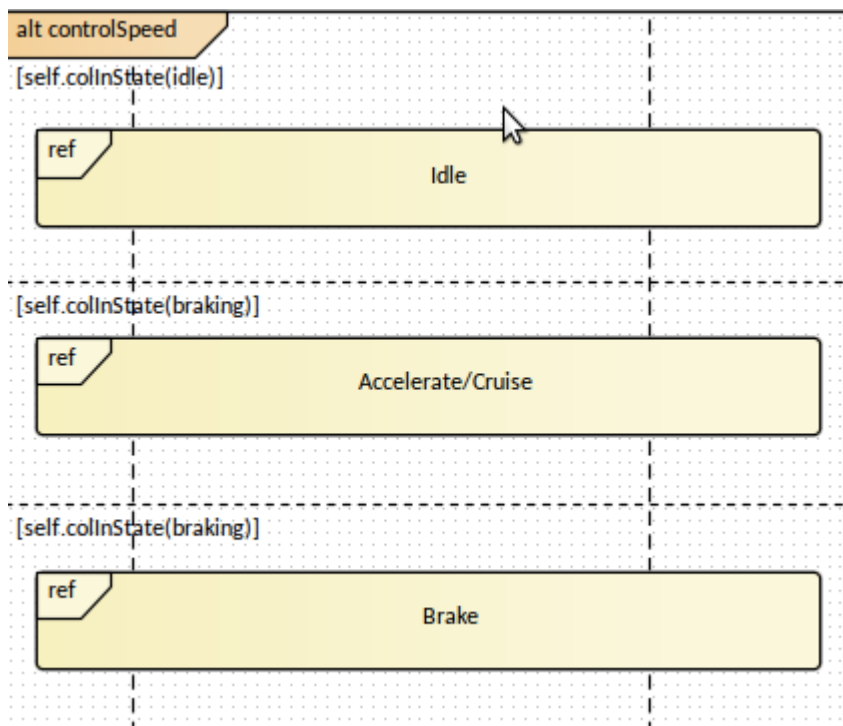 alt controlSpeed
[self.colInState(idle)]
ref
Idle
[self.colInState(braking)]
ref
Accelerate/Cruise
[self.colInState(braking)]
ref
Brake